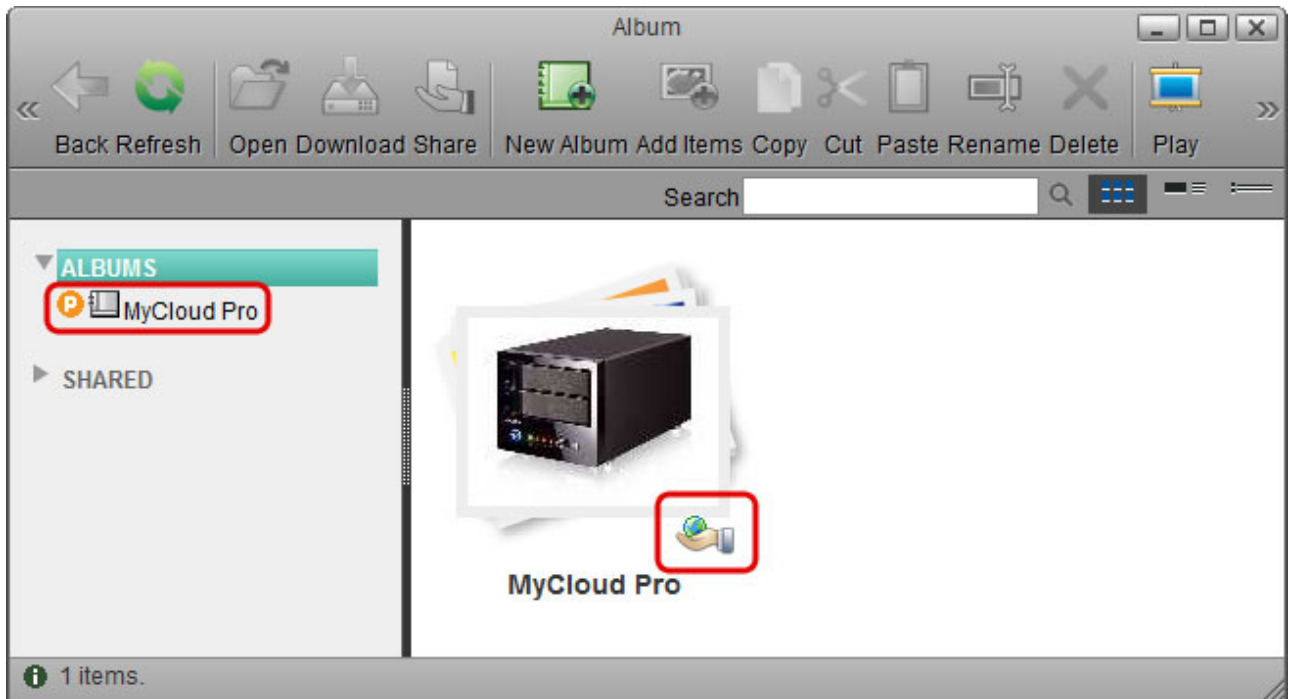 Album
Back Refresh Open Download Share New Album Add Items Copy Cut Paste Rename Delete Play
Search
ALBUMS
P MyCloud Pro
SHARED
MyCloud Pro
1 items.